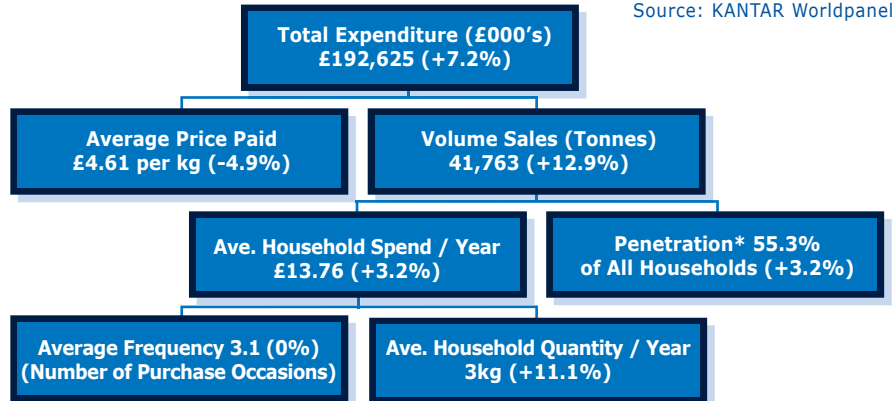 Source: KANTAR Worldpanel
Total Expenditure (£000’s)
£192,625 (+7.2%)
Average Price Paid
£4.61 per kg (-4.9%)
Volume Sales (Tonnes)
41,763 (+12.9%)
Ave. Household Spend / Year
£13.76 (+3.2%)
Penetration* 55.3%
of All Households (+3.2%)
Average Frequency 3.1 (0%)
(Number of Purchase Occasions)
Ave. Household Quantity / Year
3kg (+11.1%)